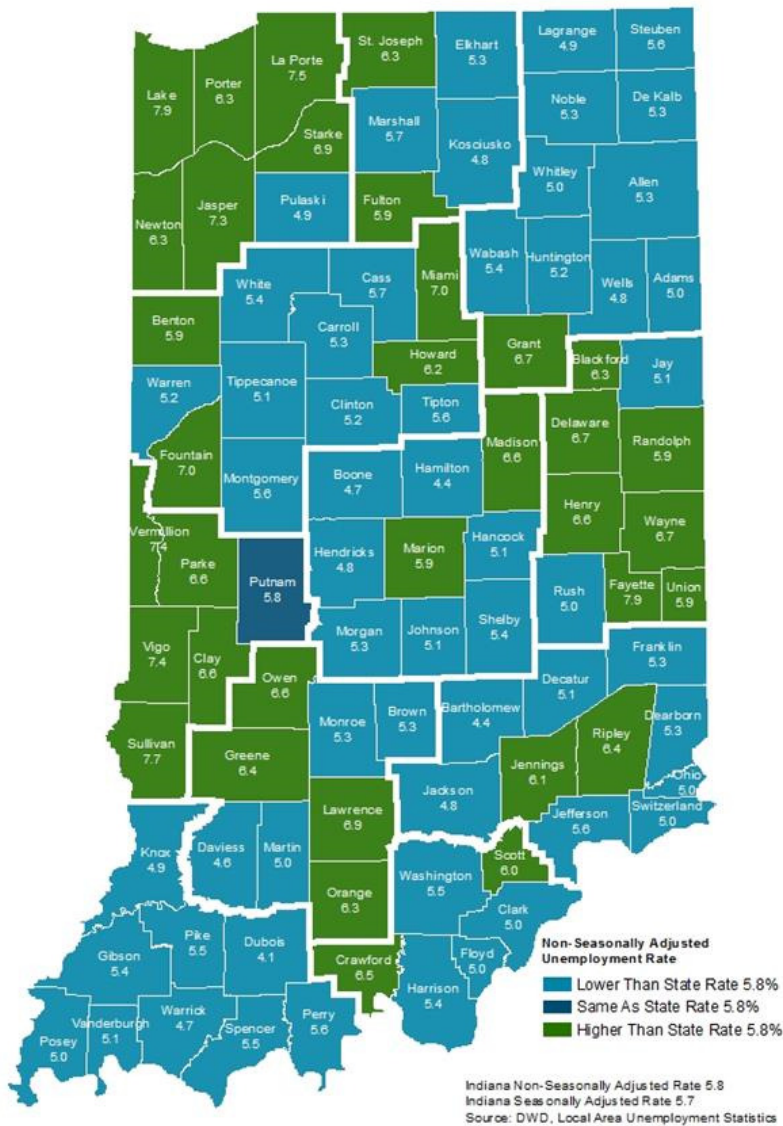 St. Joseph
6.3
Elkhart
5.3
Lagrange
4.9
Steuben
5.6
La Porte
7.5
Porter
6.3
Lake
7.9
Noble
5.3
De Kalb
5.3
Marshall
5.7
Starke
6.9
Kosciusko
4.8
Whitley
5.0
Allen
5.3
Pulaski
4.9
Fulton
5.9
Jasper
7.3
Newton
6.3
Wabash
5.4
Huntington
5.2
Miami
7.0
Cass
5.7
White
5.4
Wells
4.8
Adams
5.0
Benton
5.9
Carroll
5.3
Howard
6.2
Grant
6.7
Blackford
6.3
Jay
5.1
Warren
5.2
Tippecanoe
5.1
Clinton
5.2
Tipton
5.6
Madison
6.6
Delaware
6.7
Randolph
5.9
Fountain
7.0
Montgomery
5.6
Boone
4.7
Hamilton
4.4
Henry
6.6
Wayne
6.7
Vermillion
7.4
Parke
6.6
Putnam
5.8
Hendricks
4.8
Marion
5.9
Hancock
5.1
Rush
5.0
Fayette
7.9
Union
5.9
Vigo
7.4
Clay
6.6
Morgan
5.3
Johnson
5.1
Shelby
5.4
Owen
6.6
Franklin
5.3
Decatur
5.1
Sullivan
7.7
Greene
6.4
Monroe
5.3
Brown
5.3
Bartholomew
4.4
Ripley
6.4
Dearborn
5.3
Jennings
6.1
Ohio
5.0
Jackson
4.8
Jefferson
5.6
Switzerland
5.0
Lawrence
6.9
Knox
4.9
Daviess
4.6
Martin
5.0
Scott
6.0
Washington
5.5
Orange
6.3
Clark
5.0
Pike
5.5
Dubois
4.1
Gibson
5.4
Crawford
6.5
Floyd
5.0
Harrison
5.4
Perry
5.6
Warrick
4.7
Spencer
5.5
Vanderburgh
5.1
Posey
5.0
Non-Seasonally Adjusted
Unemployment Rate
Lower Than State Rate 5.8%
Same As State Rate 5.8%
Higher Than State Rate 5.8%
Indiana Non-Seasonally Adjusted Rate 5.8
Indiana Seasonally Adjusted Rate 5.7
Source: DWD, Local Area Unemployment Statistics